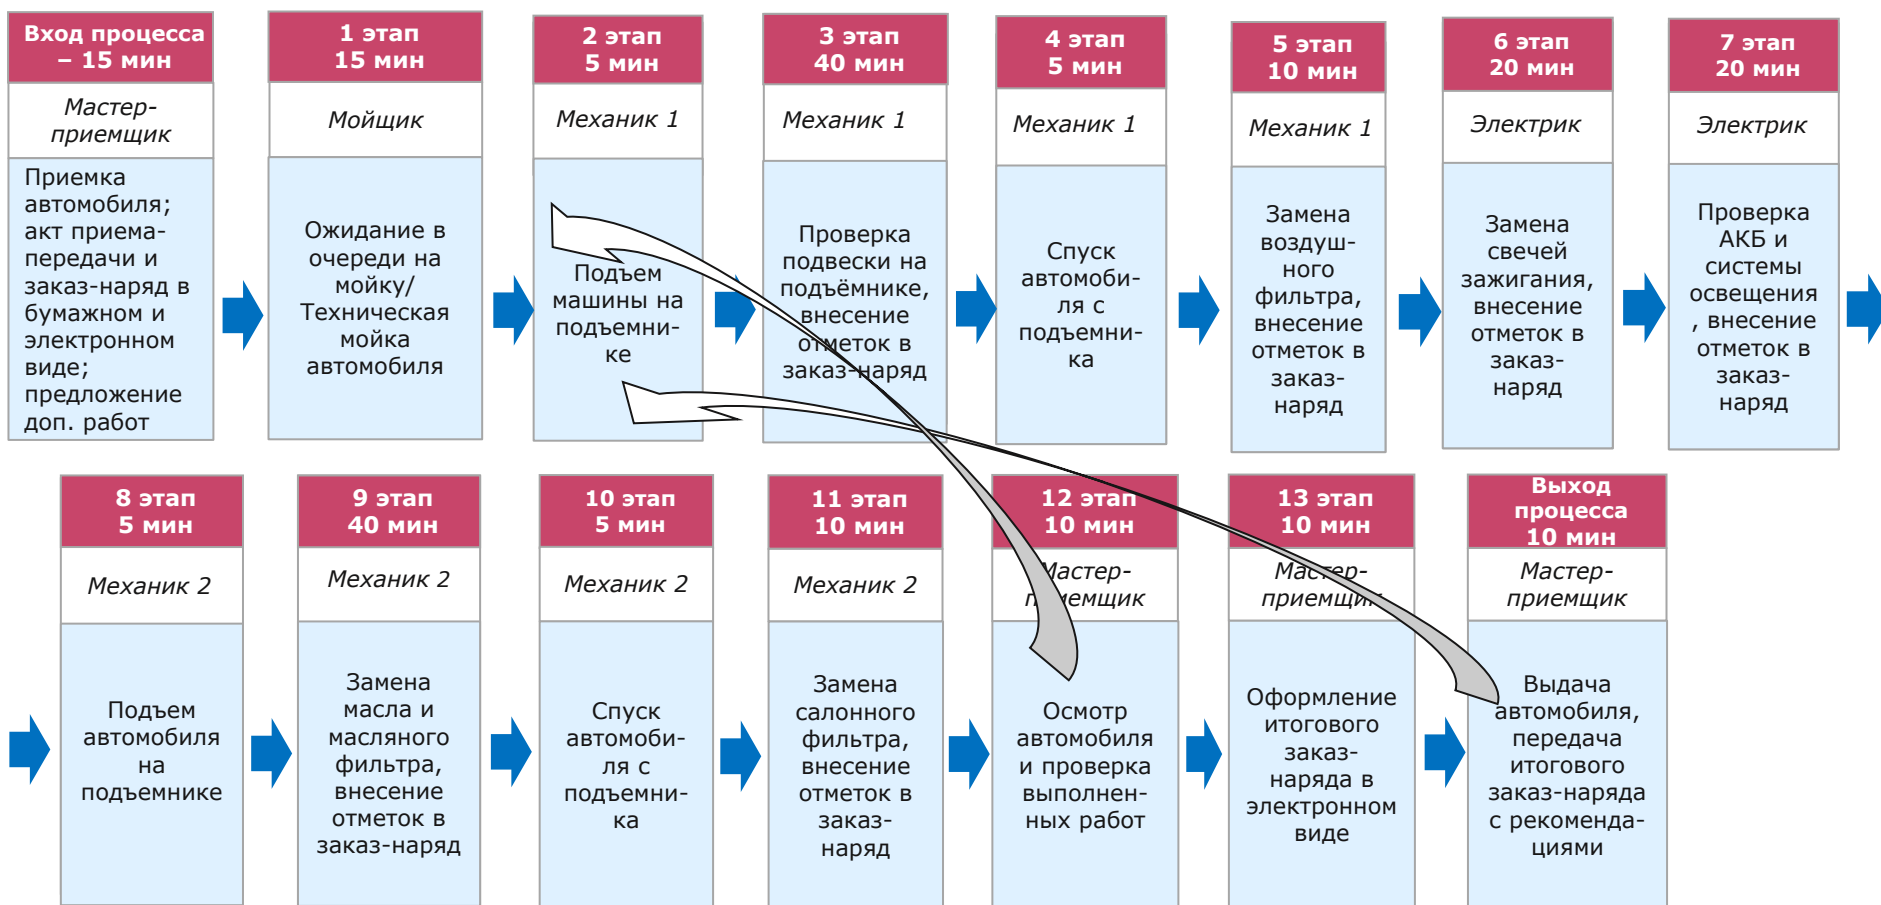 Вход процесса
– 15 мин
Мастер-
приемщик
Приемка
автомобиля;
акт приема-
передачи и
заказ-наряд в
бумажном и
электронном
виде;
предложение
доп. работ
1 этап
15 мин
Мойщик
Ожидание в
очереди на
мойку/
Техническая
мойка
автомобиля
2 этап
5 мин
Механик 1
Подъем
машины на
подъемни-
ке
3 этап
40 мин
Механик 1
Проверка
подвески на
подъёмнике,
внесение
отметок в
заказ-наряд
4 этап
5 мин
Механик 1
Спуск
автомоби-
ля с
подъемни-
ка
5 этап
10 мин
Механик 1
Замена
воздуш-
ного
фильтра,
внесение
отметок в
заказ-
наряд
6 этап
20 мин
Электрик
Замена
свечей
зажигания,
внесение
отметок в
заказ-
наряд
7 этап
20 мин
Электрик
Проверка
АКБ и
системы
освещения
, внесение
отметок в
заказ-
наряд
8 этап
5 мин
Механик 2
Подъем
автомобиля
на
подъемнике
9 этап
40 мин
Механик 2
Замена
масла и
масляного
фильтра,
внесение
отметок в
заказ-наряд
10 этап
5 мин
Механик 2
Спуск
автомоби-
ля с
подъемни-
ка
11 этап
10 мин
Механик 2
Замена
салонного
фильтра,
внесение
отметок в
заказ-
наряд
12 этап
10 мин
Мастер-
приемщик
Осмотр
автомобиля
и проверка
выполнен-
ных работ
13 этап
10 мин
Мастер-
приемщик
Оформление
итогового
заказ-
наряда в
электронном
виде
Выход
процесса
10 мин
Мастер-
приемщик
Выдача
автомобиля,
передача
итогового
заказ-наряда
с рекоменда-
циями